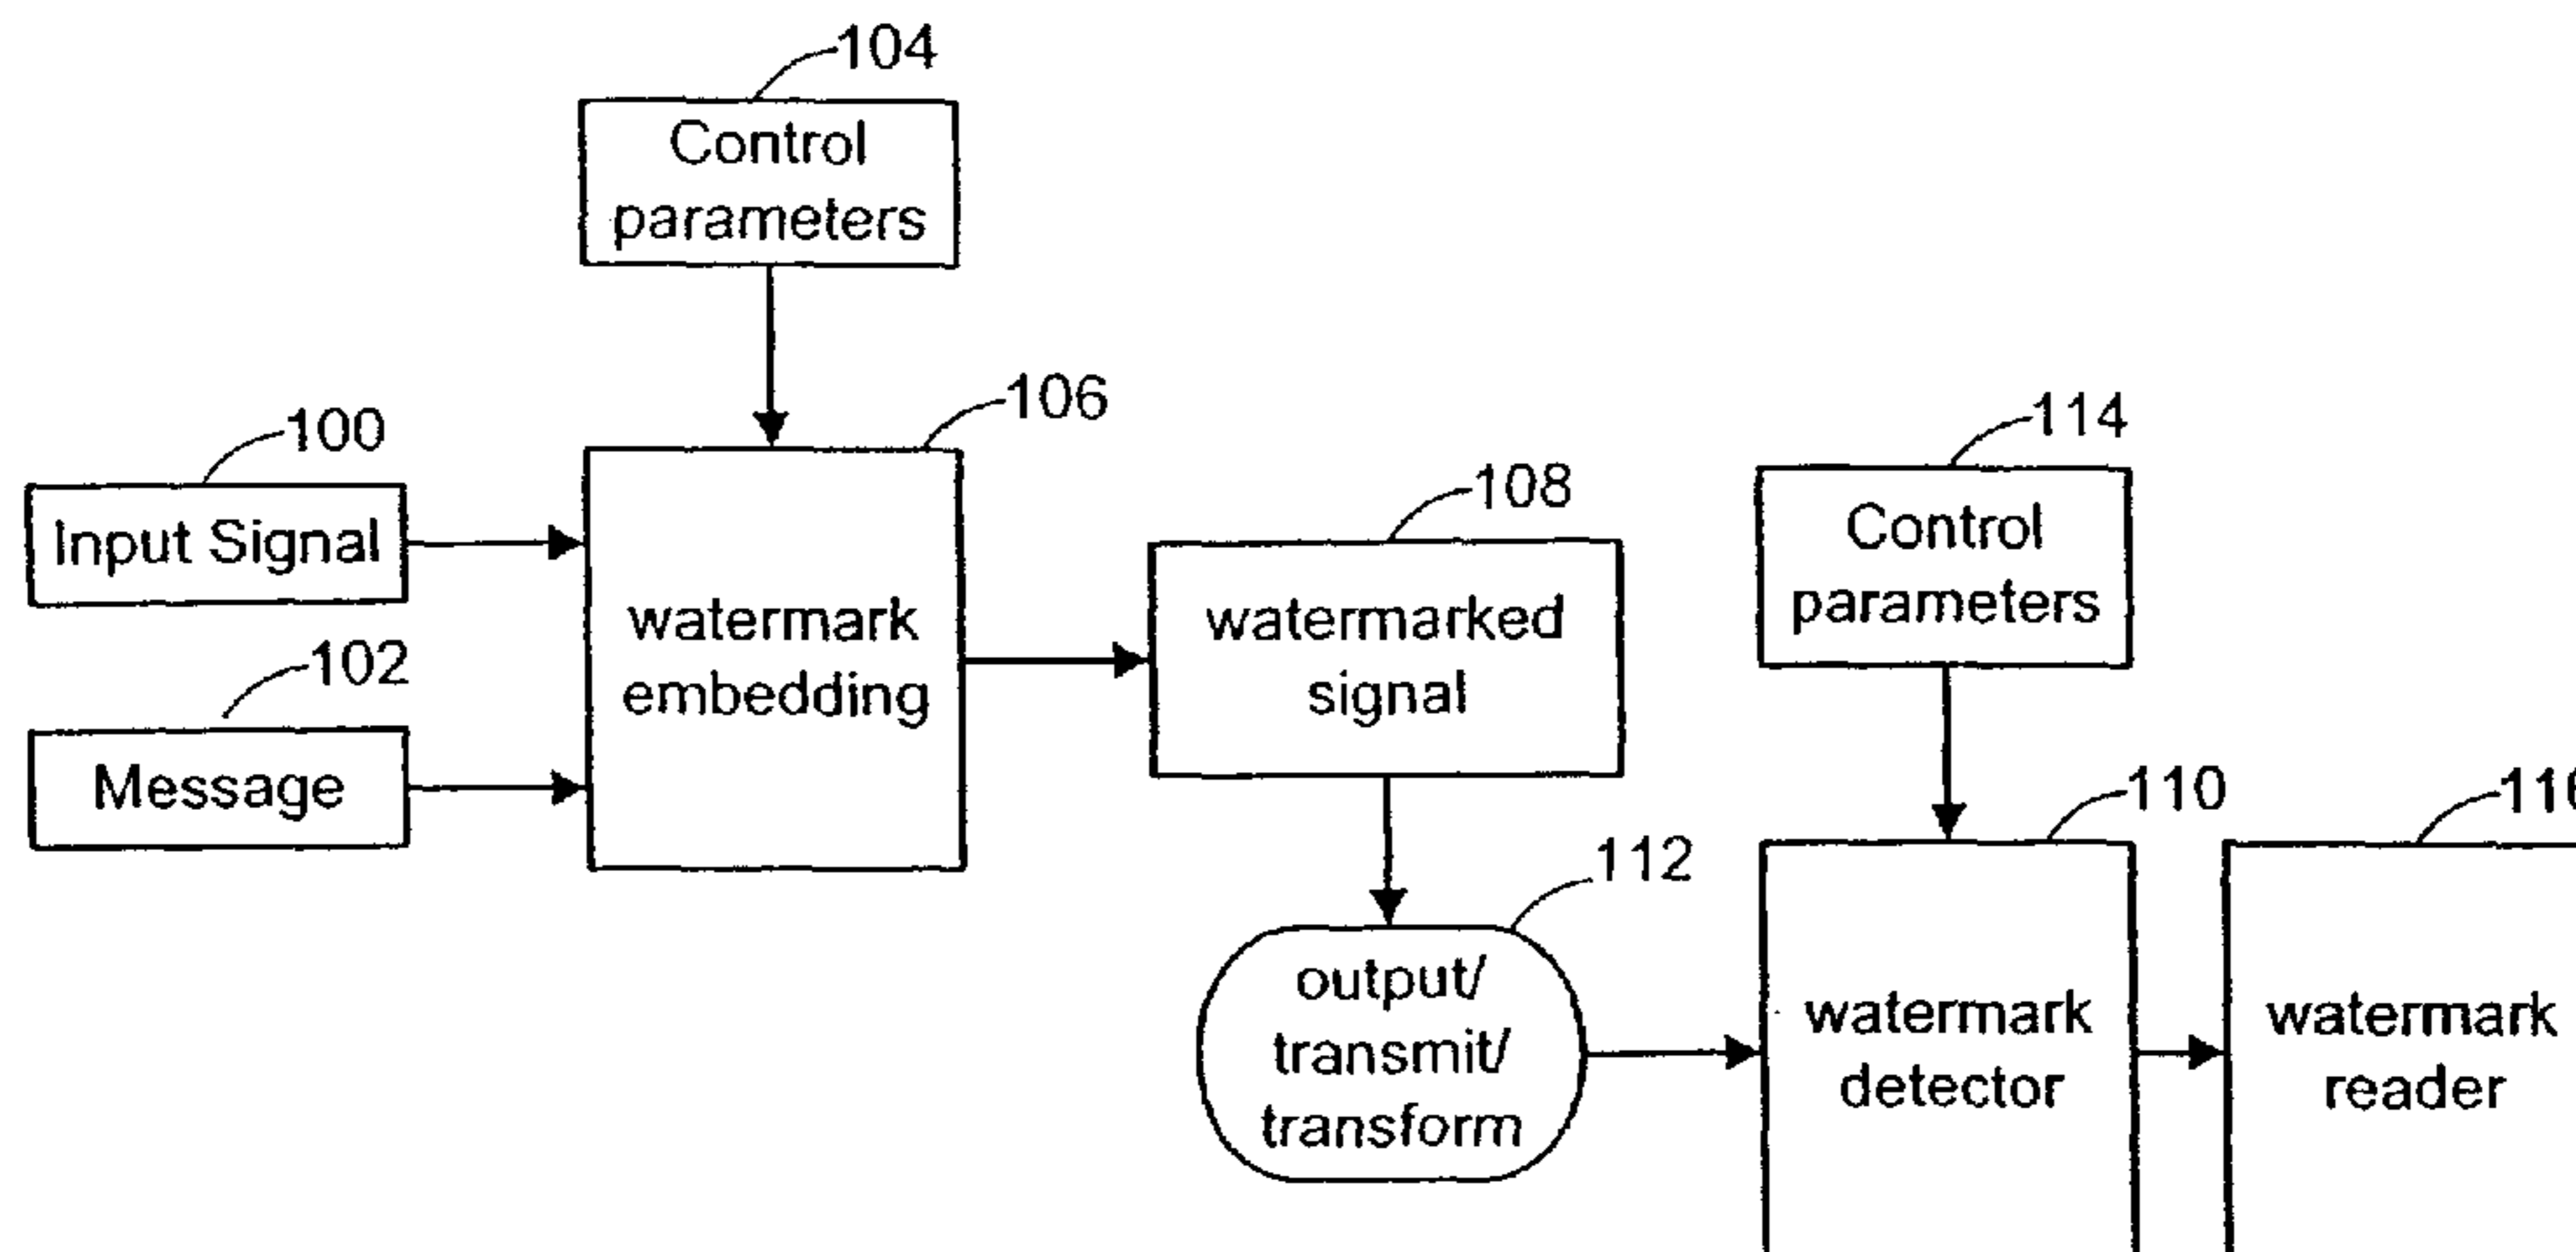 104
Control
parameters
106
100
Input Signal
102
Message
watermark
embedding
108
watermarked
signal
114
Control
parameters
112
output/
transmit/
transform
110
watermark
detector
watermark
reader